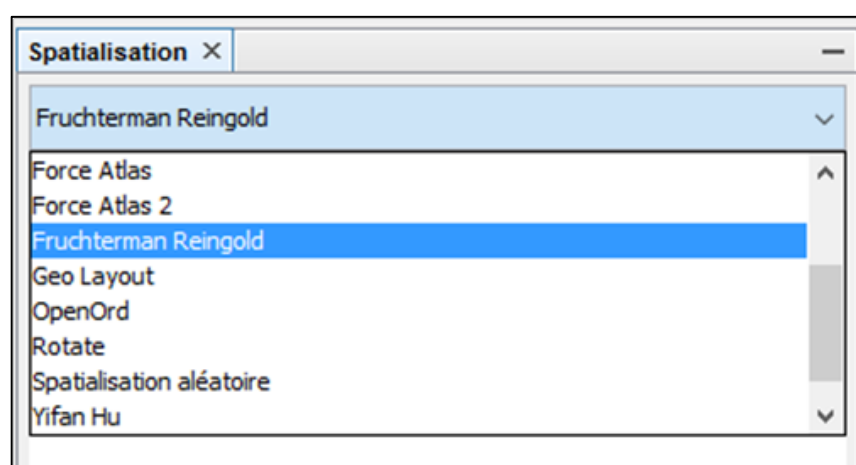 Spatialisation
Fruchterman Reingold
Force Atlas
Force Atlas 2
Fruchterman Reingold
Geo Layout
OpenOrd
Rotate
Spatialisation aléatoire
Yifan Hu